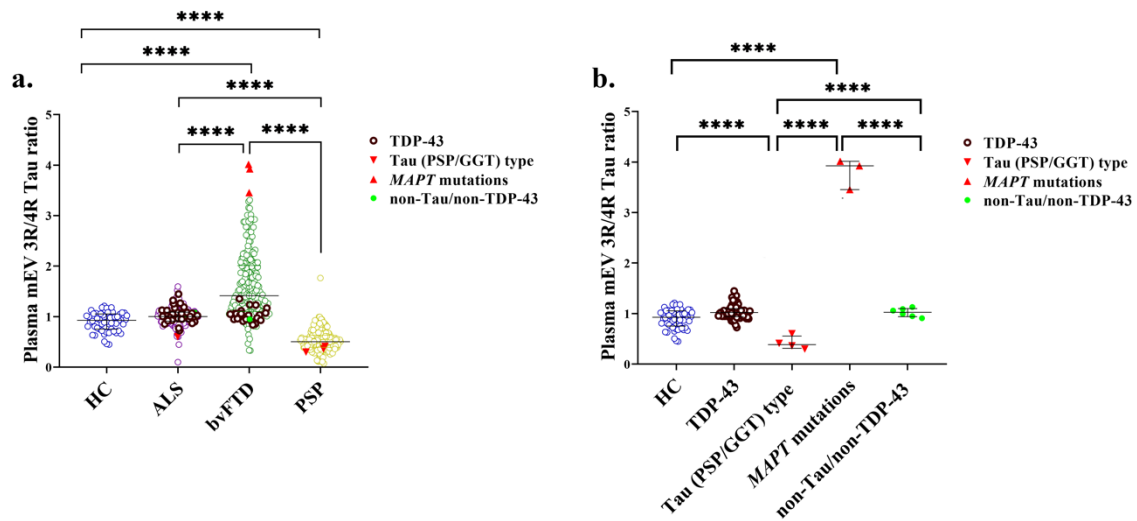 a.
****
****
****
****
****
Plasma mEV 3R/4R Tau ratio
5
4
3
2
1
0
HC
ALS
bvFTD
PSP
TDP-43
Tau (PSP/GGT) type
MAPT mutations
non-Tau/non-TDP-43
b.
****
****
****
****
****
Plasma mEV 3R/4R Tau ratio
5
4
3
2
1
0
HC
TDP-43
Tau (PSP/GGT) type
MAPT mutations
non-Tau/non-TDP-43
TDP-43
Tau (PSP/GGT) type
MAPT mutations
non-Tau/non-TDP-43